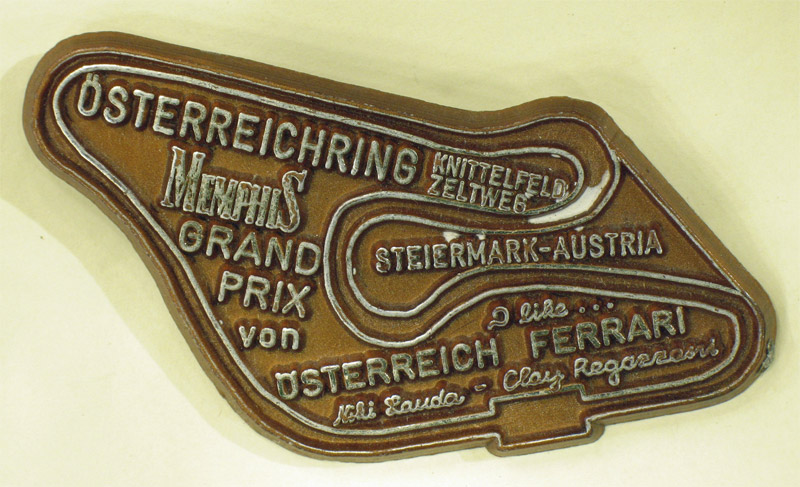 ÖSTERREICHRING
KNITTELFELD
ZELTWEG
MEMPHIS
GRAND
PRIX
von
ÖSTERREICH
STEIERMARK-AUSTRIA
I like...
FERRARI
Niki Lauda - Clay Regazzoni